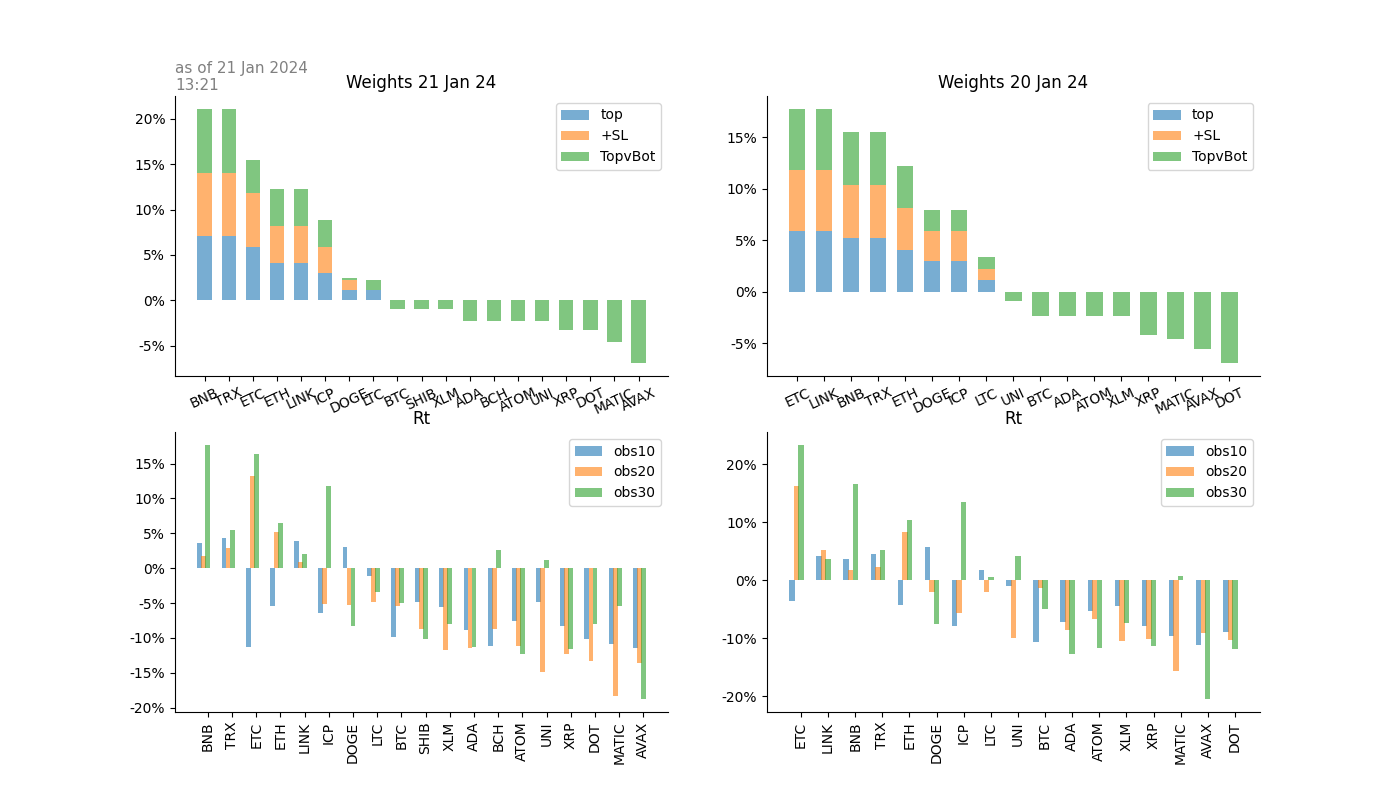 as of 21 Jan 2024
13:21
Weights 21 Jan 24
20%
15%
10%
5%
0%
-5%
top
+SL
TopvBot
BNB TRX ETC ETH LINK ICP DOGE LTC BTC SHIB XLM ADA BCH ATOM UNI XRP DOT MATIC AVAX
Weights 20 Jan 24
15%
10%
5%
0%
-5%
top
+SL
TopvBot
ETC LINK BNB TRX ETH DOGE ICP LTC UNI BTC ADA ATOM XLM XRP MATIC AVAX DOT
Rt
15%
10%
5%
0%
-5%
-10%
-15%
-20%
obs10
obs20
obs30
BNB TRX ETC ETH LINK ICP DOGE LTC BTC SHIB XLM ADA BCH ATOM UNI XRP DOT MATIC AVAX
Rt
20%
10%
0%
-10%
-20%
obs10
obs20
obs30
ETC LINK BNB TRX ETH DOGE ICP LTC UNI BTC ADA ATOM XLM XRP MATIC AVAX DOT